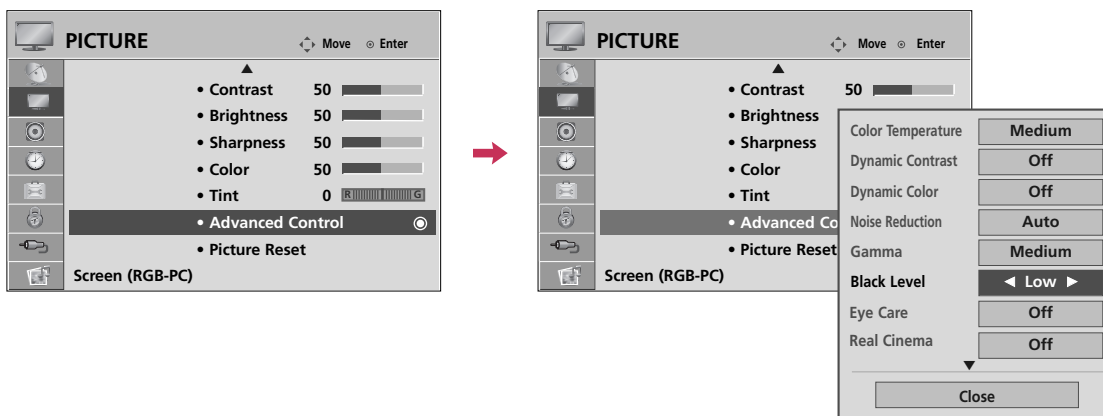 PICTURE Move Enter
• Contrast 50
• Brightness 50
• Sharpness 50
• Color 50
• Tint 0 R G
• Advanced Control
• Picture Reset
Screen (RGB-PC)
PICTURE Move Enter
• Contrast 50
• Brightness
• Sharpness
• Color
• Tint
• Advanced Co
• Picture Reset
Screen (RGB-PC)
Color Temperature Medium
Dynamic Contrast Off
Dynamic Color Off
Noise Reduction Auto
Gamma Medium
Black Level ◀ Low ▶
Eye Care Off
Real Cinema Off
Close